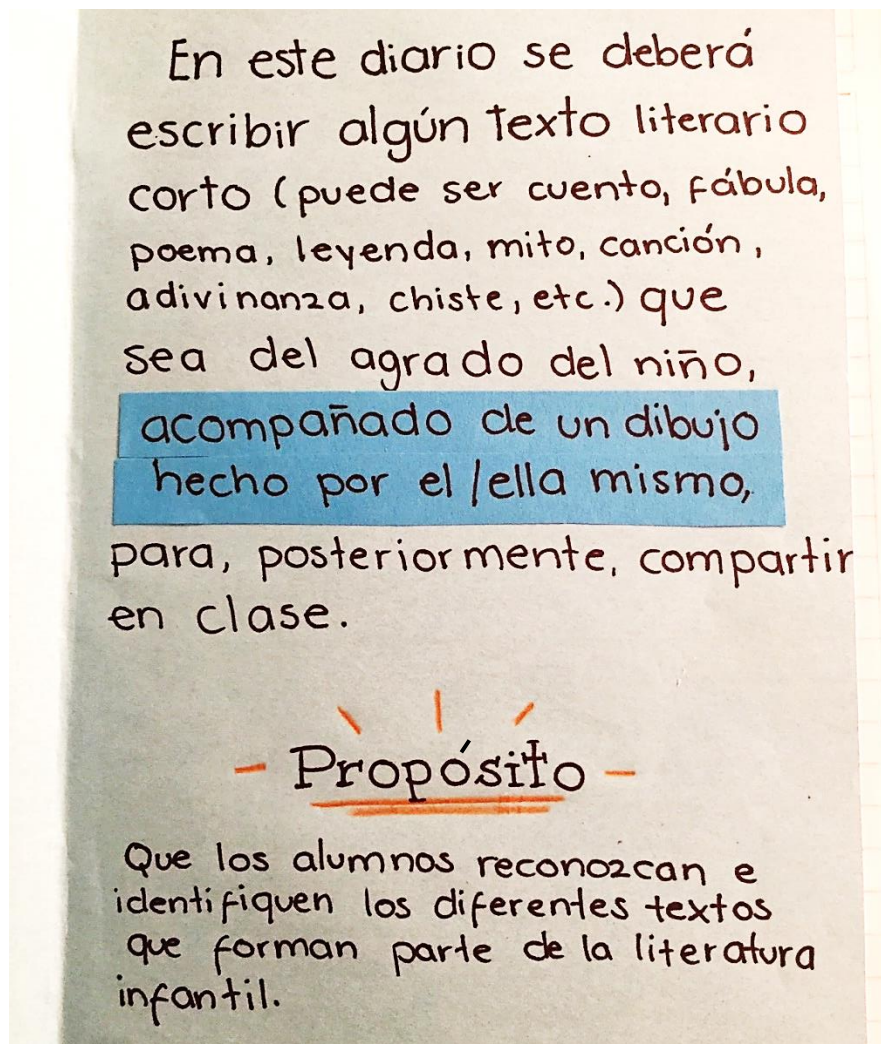 En este diario se deberá
escribir algún texto literario
corto (puede ser cuento, fábula,
poema, leyenda, mito, canción,
adivinanza, chiste, etc.) que
sea del agrado del niño,
acompañado de un dibujo
hecho por el/ella mismo,
para, posteriormente, compartir
en clase.
- Propósito -
Que los alumnos reconozcan e
identifiquen los diferentes textos
que forman parte de la literatura
infantil.